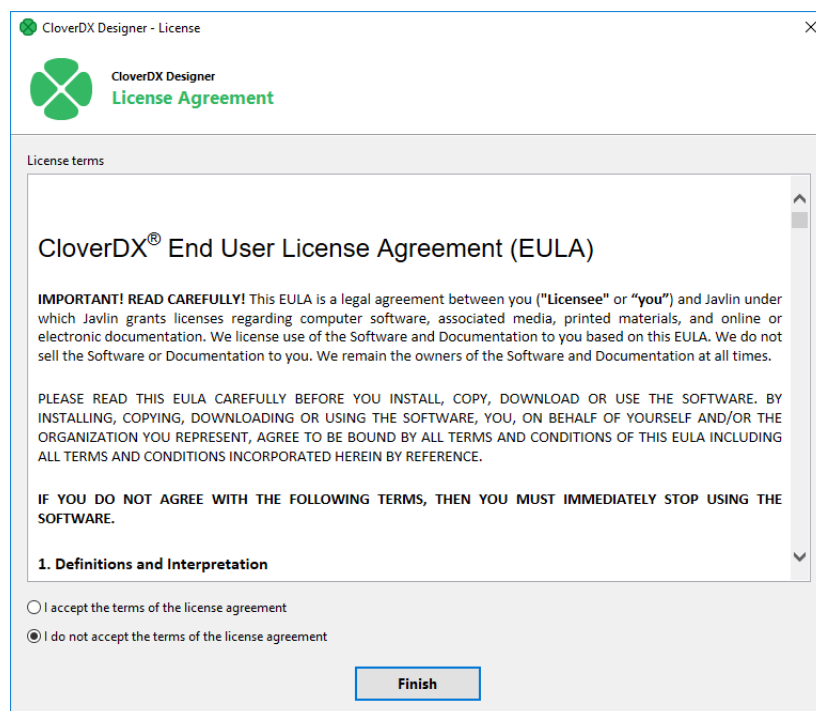 CloverDX Designer - License
CloverDX Designer
License Agreement
License terms
CloverDX® End User License Agreement (EULA)
IMPORTANT! READ CAREFULLY! This EULA is a legal agreement between you ("Licensee" or “you”) and Javlin under
which Javlin grants licenses regarding computer software, associated media, printed materials, and online or
electronic documentation. We license use of the Software and Documentation to you based on this EULA. We do not
sell the Software or Documentation to you. We remain the owners of the Software and Documentation at all times.
PLEASE READ THIS EULA CAREFULLY BEFORE YOU INSTALL, COPY, DOWNLOAD OR USE THE SOFTWARE. BY
INSTALLING, COPYING, DOWNLOADING OR USING THE SOFTWARE, YOU, ON BEHALF OF YOURSELF AND/OR THE
ORGANIZATION YOU REPRESENT, AGREE TO BE BOUND BY ALL TERMS AND CONDITIONS OF THIS EULA INCLUDING
ALL TERMS AND CONDITIONS INCORPORATED HEREIN BY REFERENCE.
IF YOU DO NOT AGREE WITH THE FOLLOWING TERMS, THEN YOU MUST IMMEDIATELY STOP USING THE
SOFTWARE.
1. Definitions and Interpretation
I accept the terms of the license agreement
I do not accept the terms of the license agreement
Finish